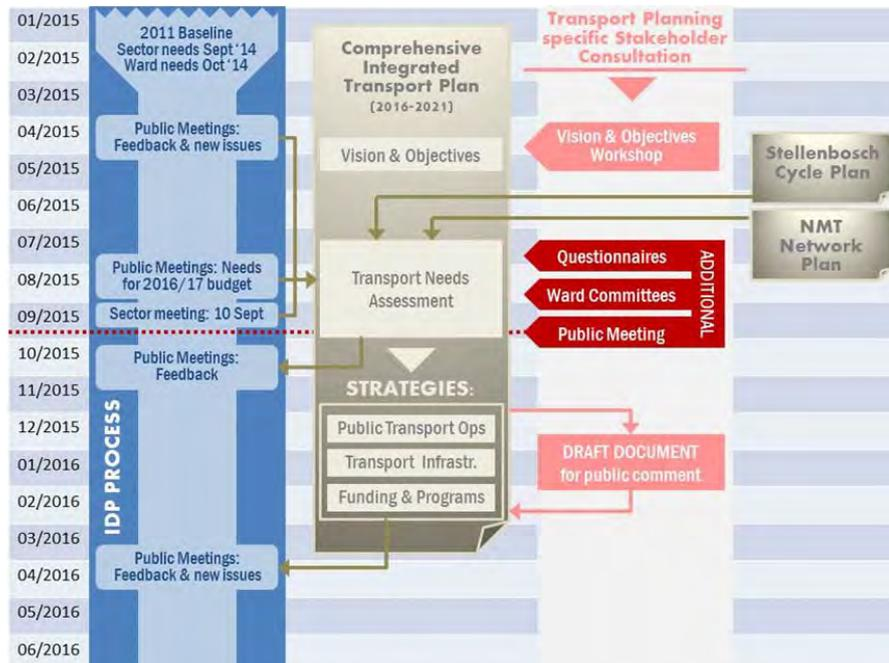 01/2015
02/2015
03/2015
04/2015
05/2015
06/2015
07/2015
08/2015
09/2015
10/2015
11/2015
12/2015
01/2016
02/2016
03/2016
04/2016
05/2016
06/2016
IDP PROCESS
2011 Baseline
Sector needs Sept ‘14
Ward needs Oct ‘14
Public Meetings:
Feedback & new issues
Public Meetings: Needs
for 2016/17 budget
Sector meeting: 10 Sept
Public Meetings:
Feedback
Public Meetings:
Feedback & new issues
Comprehensive
Integrated
Transport Plan
(2016-2021)
Vision & Objectives
Transport Needs
Assessment
STRATEGIES:
Public Transport Ops
Transport Infrastr.
Funding & Programs
Transport Planning
specific Stakeholder
Consultation
Vision & Objectives
Workshop
Questionnaires
Ward Committees
Public Meeting
ADDITIONAL
DRAFT DOCUMENT
for public comment
Stellenbosch
Cycle Plan
NMT
Network
Plan